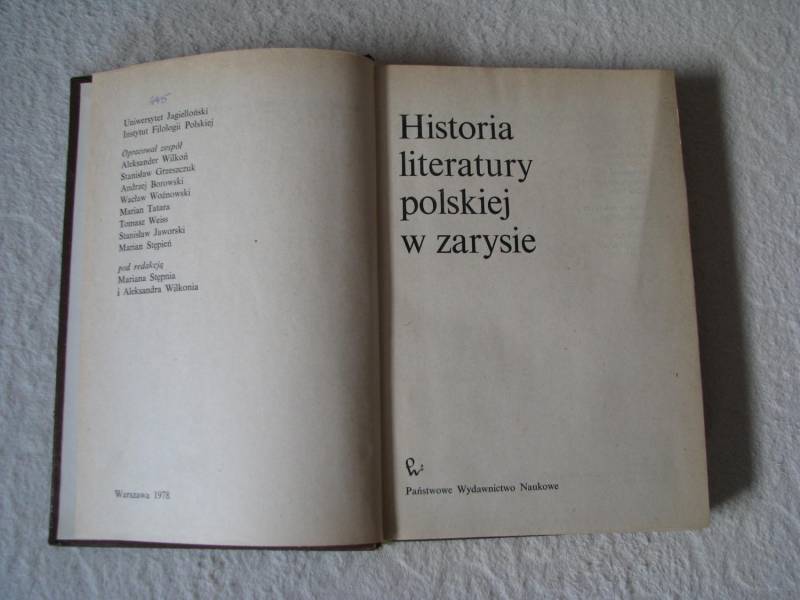 445
Uniwersytet Jagielloński
Instytut Filologii Polskiej
Opracował zespół
Aleksander Wilkoń
Stanisław Grzeszczuk
Andrzej Borowski
Wacław Woźnowski
Marian Tatara
Tomasz Weiss
Stanisław Jaworski
Marian Stępień
pod redakcją
Mariana Stępnia
i Aleksandra Wilkonia
Warszawa 1978
Historia
literatury
polskiej
w zarysie
Państwowe Wydawnictwo Naukowe